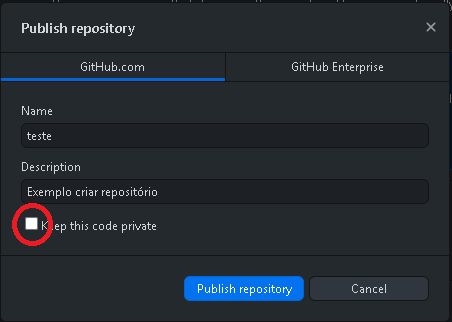 Publish repository
GitHub.com
GitHub Enterprise
Name
teste
Description
Exemplo criar repositório
Keep this code private
Publish repository
Cancel